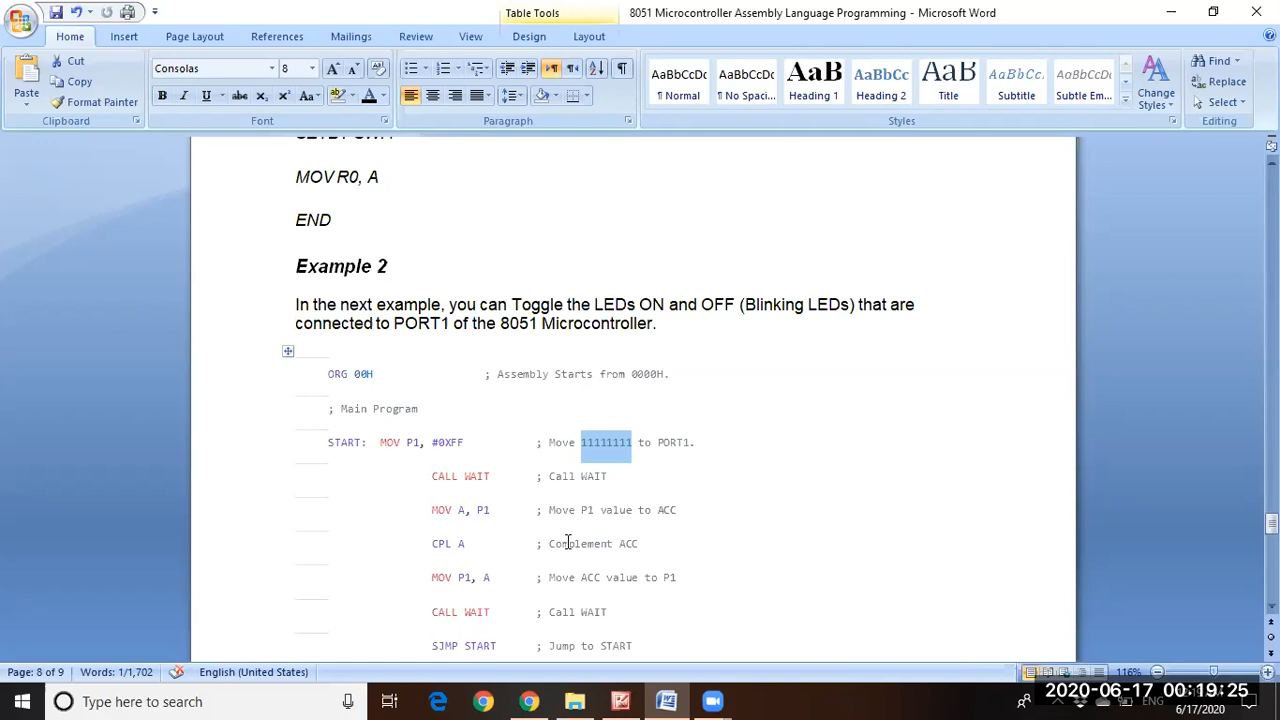 Table Tools
8051 Microcontroller Assembly Language Programming - Microsoft Word
Home Insert Page Layout References Mailings Review View Design Layout
Paste
Cut
Copy
Format Painter
Clipboard
Consolas 8
B I U abc X₂ X² Aa A
Font
Paragraph
AaBbCcDc AaBbCcDc AaB AaBbCc AaB AaBbCc. AaBbCcDc
¶ Normal ¶ No Spaci... Heading 1 Heading 2 Title Subtitle Subtle Em...
Change Styles
Styles
Find
Replace
Select
Editing
MOV R0, A
END
Example 2
In the next example, you can Toggle the LEDs ON and OFF (Blinking LEDs) that are
connected to PORT1 of the 8051 Microcontroller.
ORG 00H ; Assembly Starts from 0000H.
; Main Program
START: MOV P1, #0XFF ; Move 11111111 to PORT1.
CALL WAIT ; Call WAIT
MOV A, P1 ; Move P1 value to ACC
CPL A ; Complement ACC
MOV P1, A ; Move ACC value to P1
CALL WAIT ; Call WAIT
SJMP START ; Jump to START
Page: 8 of 9 Words: 1/1,702 English (United States) 116%
Type here to search
ENG
2020-06-17 00:19:25
6/17/2020